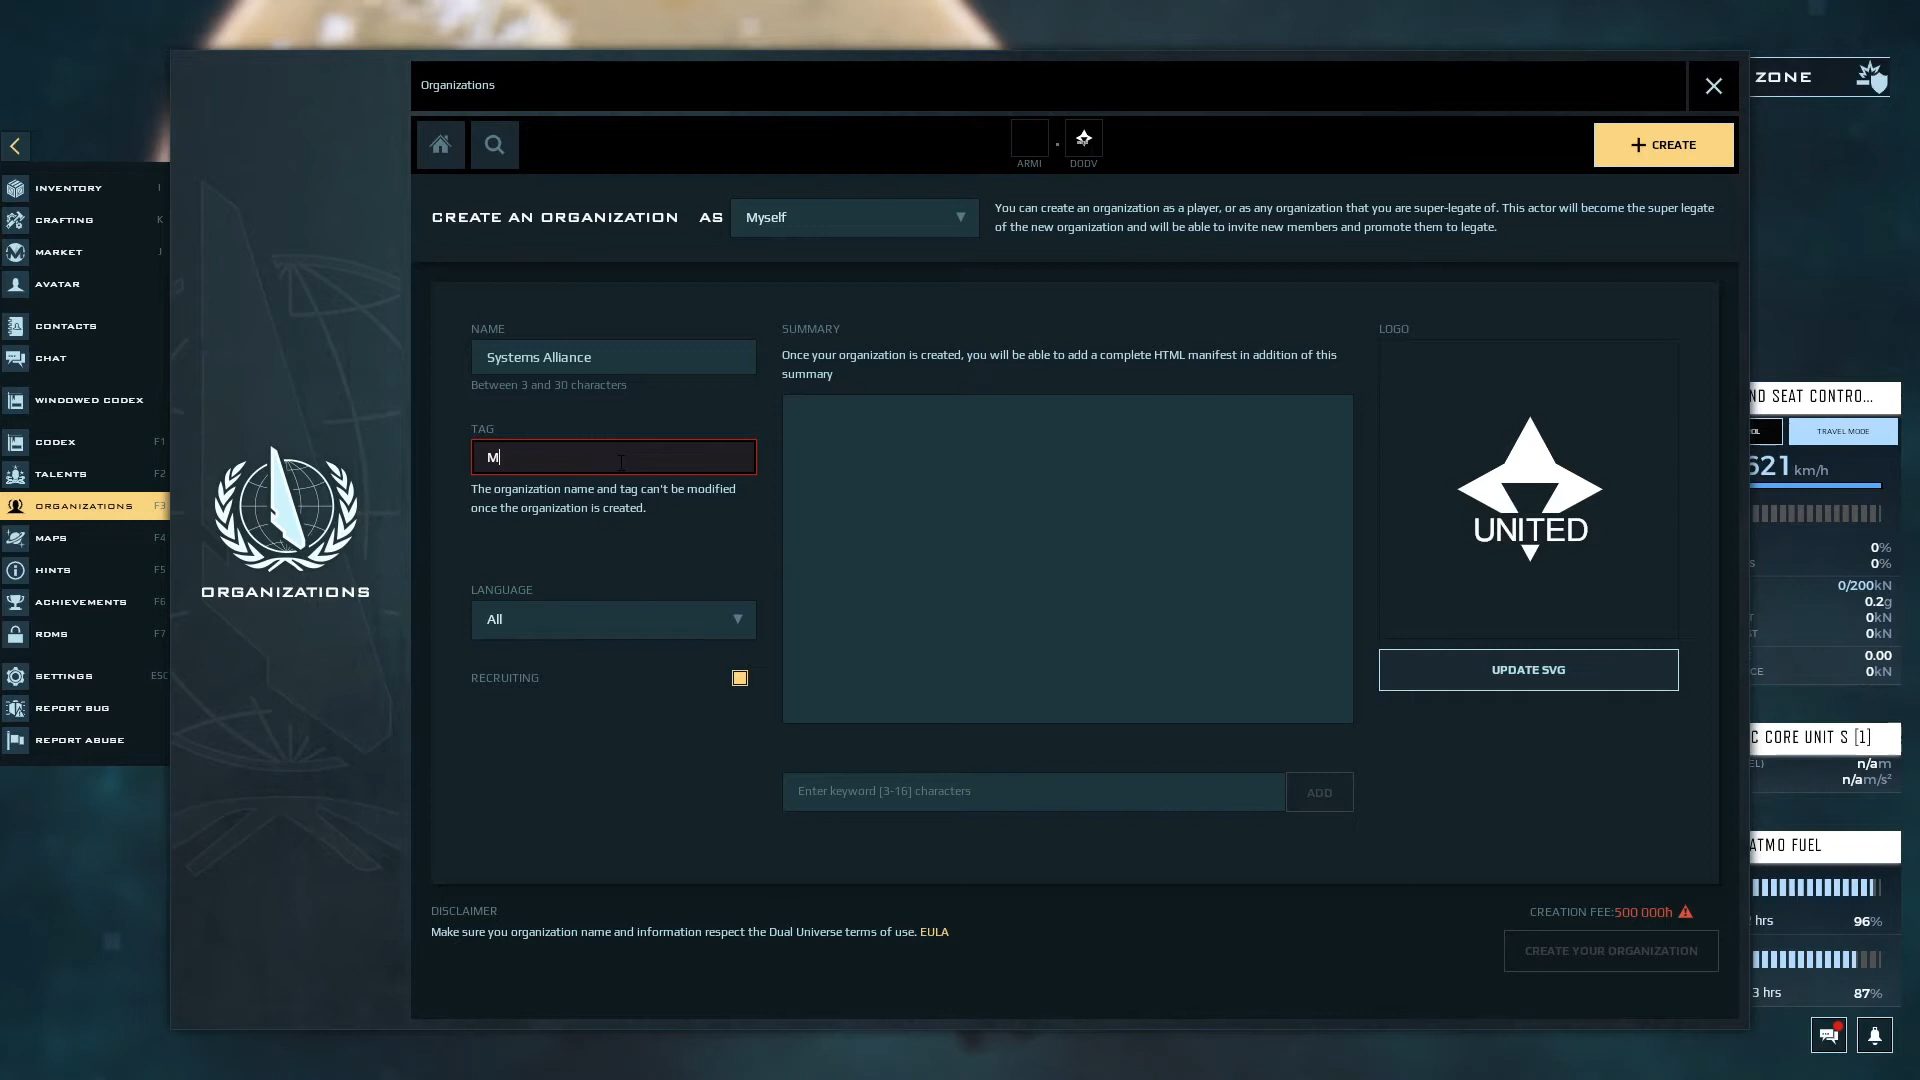 Organizations
ZONE
ARMI
DODV
+ CREATE
CREATE AN ORGANIZATION AS
Myself
You can create an organization as a player, or as any organization that you are super-legate of. This actor will become the super legate
of the new organization and will be able to invite new members and promote them to legate.
INVENTORY I
CRAFTING K
MARKET J
AVATAR
CONTACTS
CHAT
WINDOWED CODEX
CODEX F1
TALENTS F2
ORGANIZATIONS F3
MAPS F4
HINTS F5
ACHIEVEMENTS F6
RDMS F7
SETTINGS ESC
REPORT BUG
REPORT ABUSE
ORGANIZATIONS
NAME
Systems Alliance
Between 3 and 30 characters
TAG
M
The organization name and tag can't be modified
once the organization is created.
LANGUAGE
All
RECRUITING
SUMMARY
Once your organization is created, you will be able to add a complete HTML manifest in addition of this
summary
Enter keyword [3-16] characters
ADD
LOGO
UNITED
UPDATE SVG
DISCLAIMER
Make sure you organization name and information respect the Dual Universe terms of use. EULA
CREATION FEE:500 000ħ
CREATE YOUR ORGANIZATION
ND SEAT CONTRO...
OL
TRAVEL MODE
621 km/h
0%
S 0%
0/200kN
0.2g
T 0kN
ST 0kN
0.00
CE 0kN
C CORE UNIT S [1]
EL) n/am
n/am/s²
ATMO FUEL
hrs 96%
3 hrs 87%